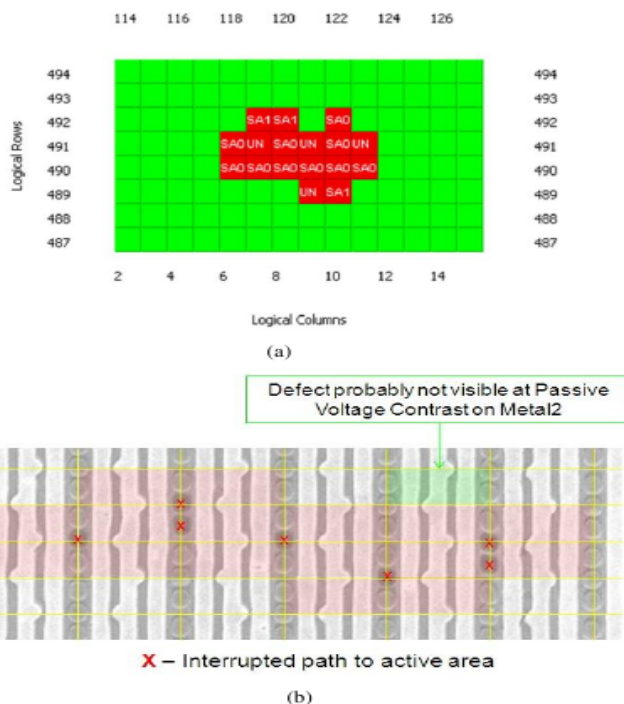 114 116 118 120 122 124 126
494 494
493 493
492 SA1 SA1 SA0 492
491 SA0 UN SA0 UN SA0 UN 491
490 SA0 SA0 SA0 SA0 SA0 SA0 490
489 UN SA1 489
488 488
487 487
Logical Rows
2 4 6 8 10 12 14
Logical Columns
(a)
Defect probably not visible at Passive
Voltage Contrast on Metal2
X – Interrupted path to active area
(b)